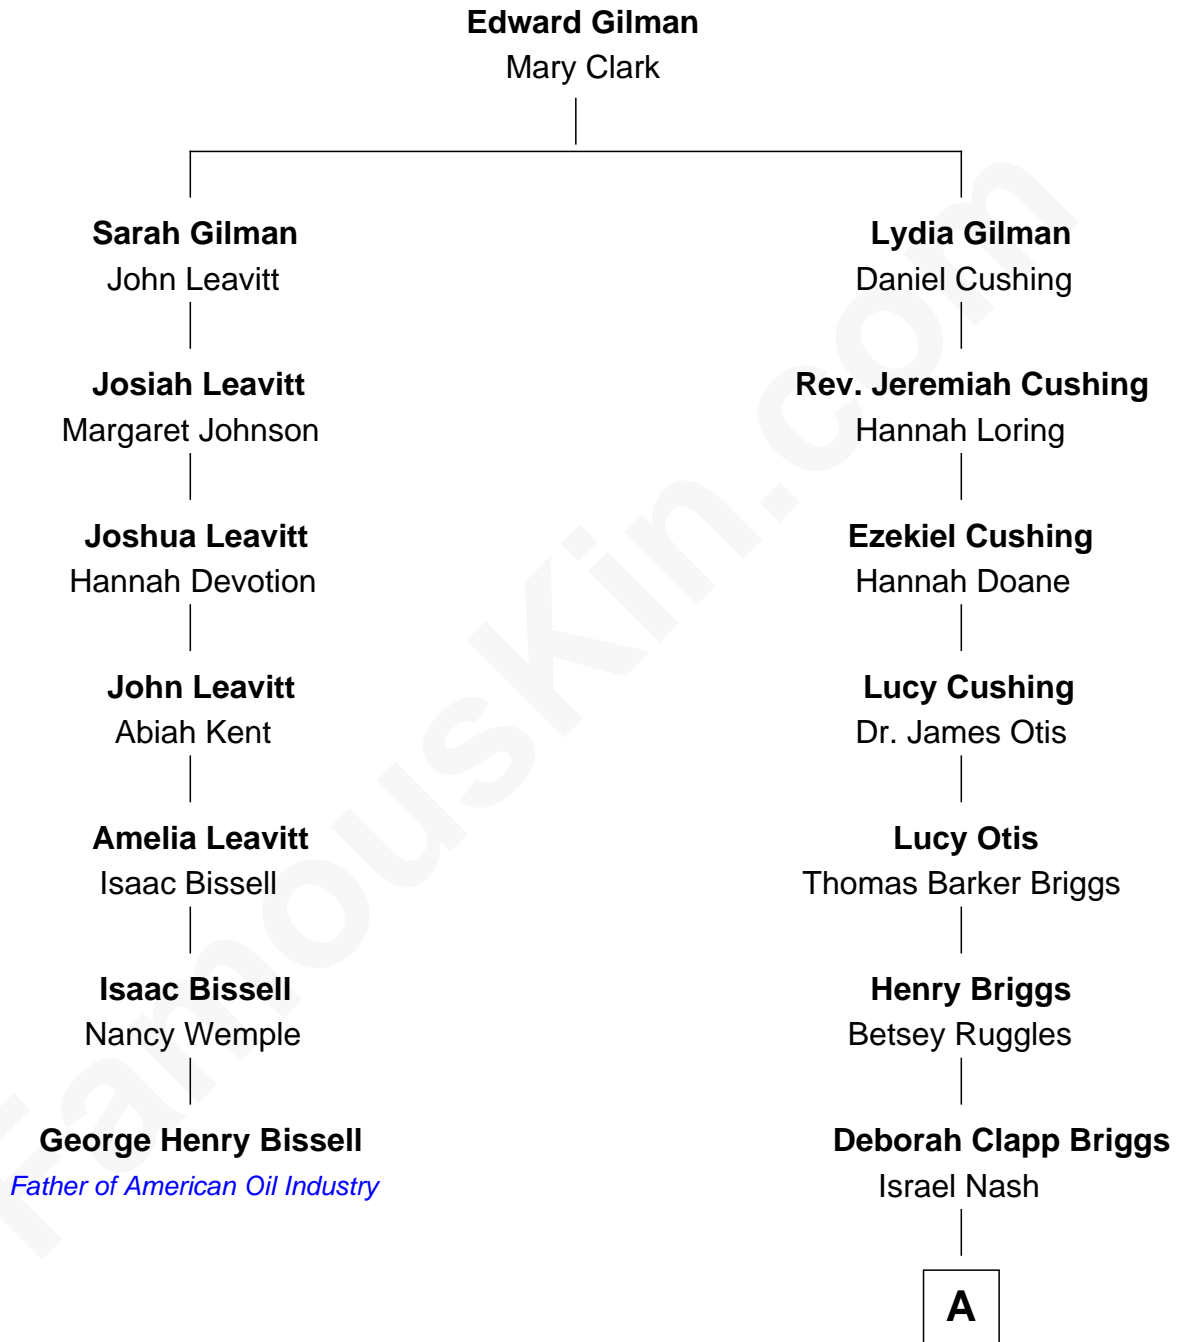 Edward Gilman
Mary Clark
Sarah Gilman
John Leavitt
Lydia Gilman
Daniel Cushing
Josiah Leavitt
Margaret Johnson
Rev. Jeremiah Cushing
Hannah Loring
Joshua Leavitt
Hannah Devotion
Ezekiel Cushing
Hannah Doane
John Leavitt
Abiah Kent
Lucy Cushing
Dr. James Otis
Amelia Leavitt
Isaac Bissell
Lucy Otis
Thomas Barker Briggs
Isaac Bissell
Nancy Wemple
Henry Briggs
Betsey Ruggles
George Henry Bissell
Father of American Oil Industry
Deborah Clapp Briggs
Israel Nash
A
FamousKin.com